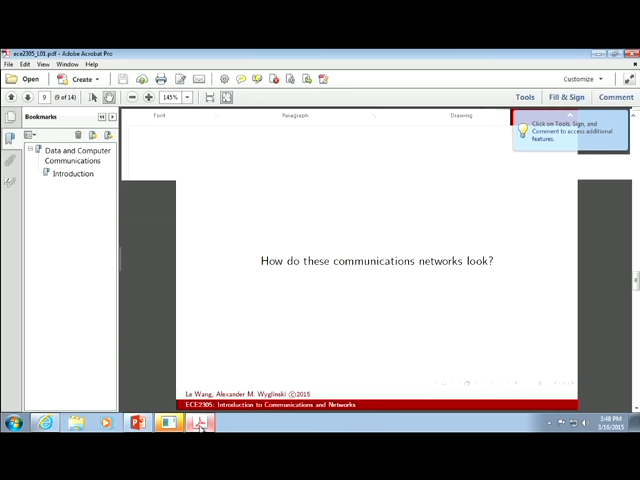 ece2305_L01.pdf - Adobe Acrobat Pro
File Edit View Window Help
Open Create Customize
9 (9 of 14) 145% Tools Fill & Sign Comment
Bookmarks
Font Paragraph Drawing
Click on Tools, Sign, and
Comment to access additional
features.
Data and Computer
Communications
Introduction
How do these communications networks look?
Le Wang, Alexander M. Wyglinski ©2015
ECE2305: Introduction to Communications and Networks
3:48 PM
3/16/2015